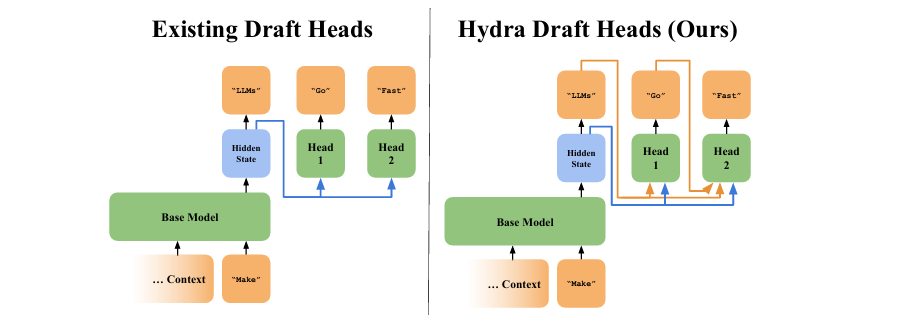 Existing Draft Heads
“LLMs”
“Go”
“Fast”
Hidden
State
Head
1
Head
2
Base Model
... Context
“Make”
Hydra Draft Heads (Ours)
“LLMs”
“Go”
“Fast”
Hidden
State
Head
1
Head
2
Base Model
... Context
“Make”